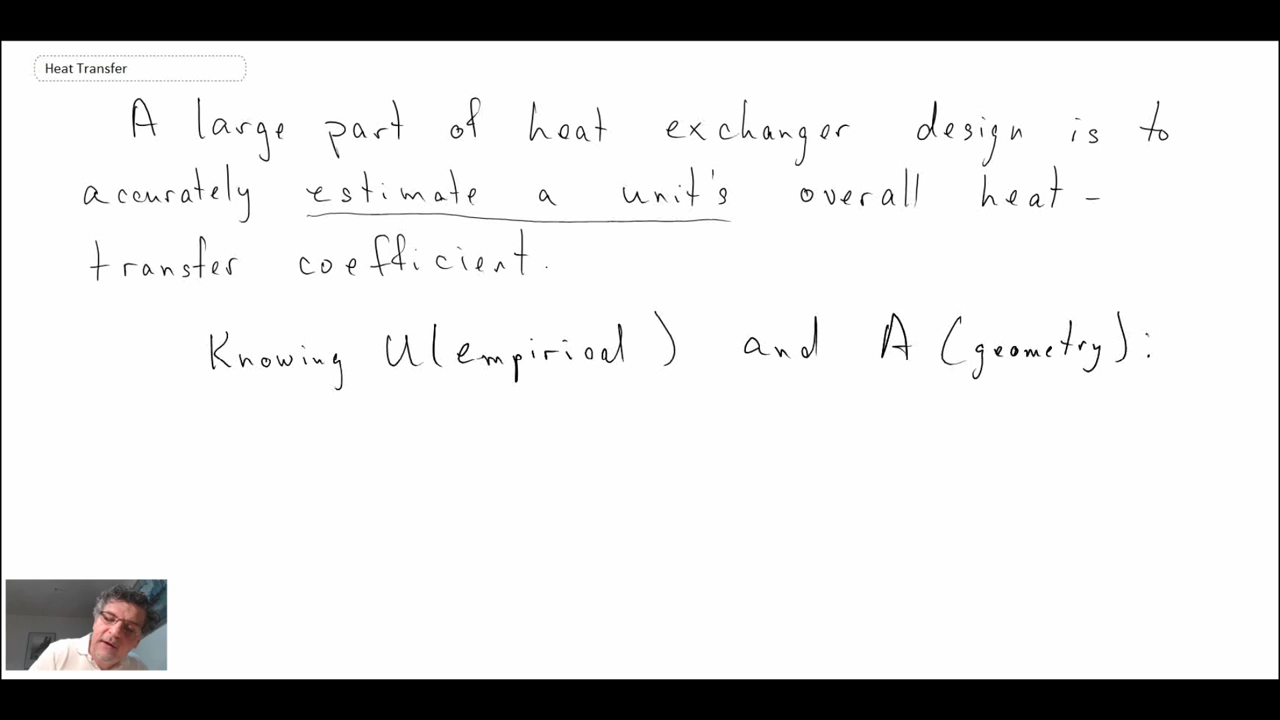 Heat Transfer
A large part of heat exchanger design is to
accurately estimate a unit's overall heat-
transfer coefficient.
Knowing U(empirical) and A (geometry):